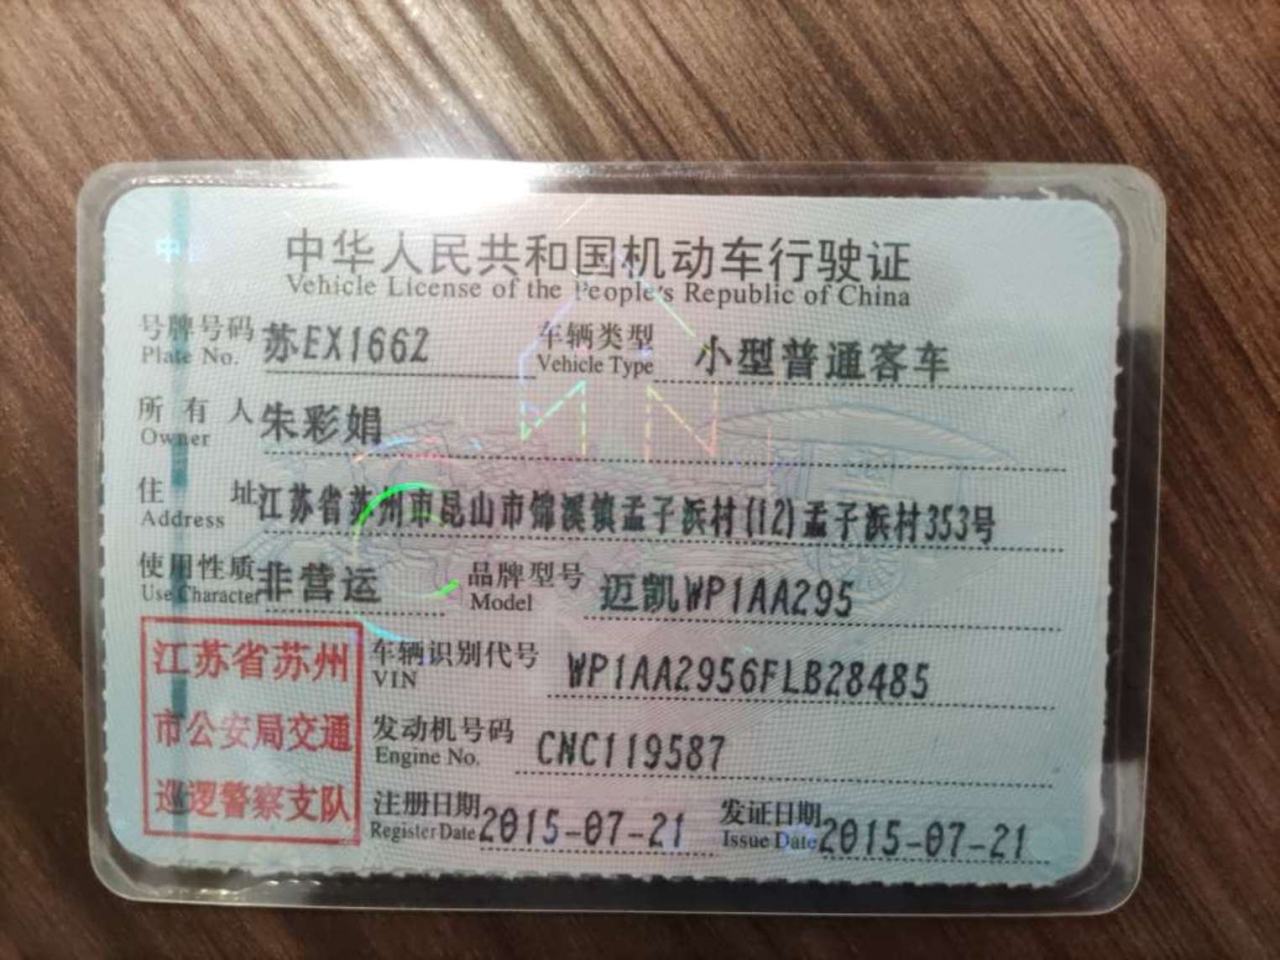 中华人民共和国机动车行驶证
Vehicle License of the People's Republic of China
号牌号码 苏EX1662 车辆类型 小型普通客车
Plate No. Vehicle Type
所有人 朱彩娟
Owner
住址 江苏省苏州市昆山市锦溪镇孟子浜村(12)孟子浜村353号
Address
使用性质 非营运 品牌型号 迈凯WP1AA295
Use Character Model
江苏省苏州
市公安局交通
巡逻警察支队
车辆识别代号 WP1AA2956FLB28485
VIN
发动机号码 CNC119587
Engine No.
注册日期 2015-07-21 发证日期 2015-07-21
Register Date Issue Date